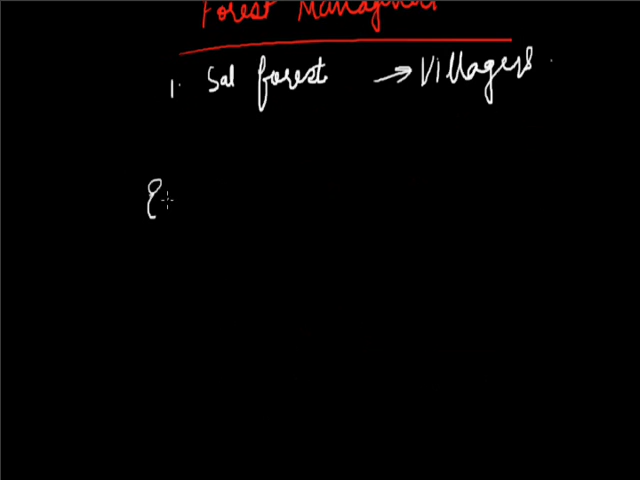 Forest Management
1. Sal forest → Villagers.